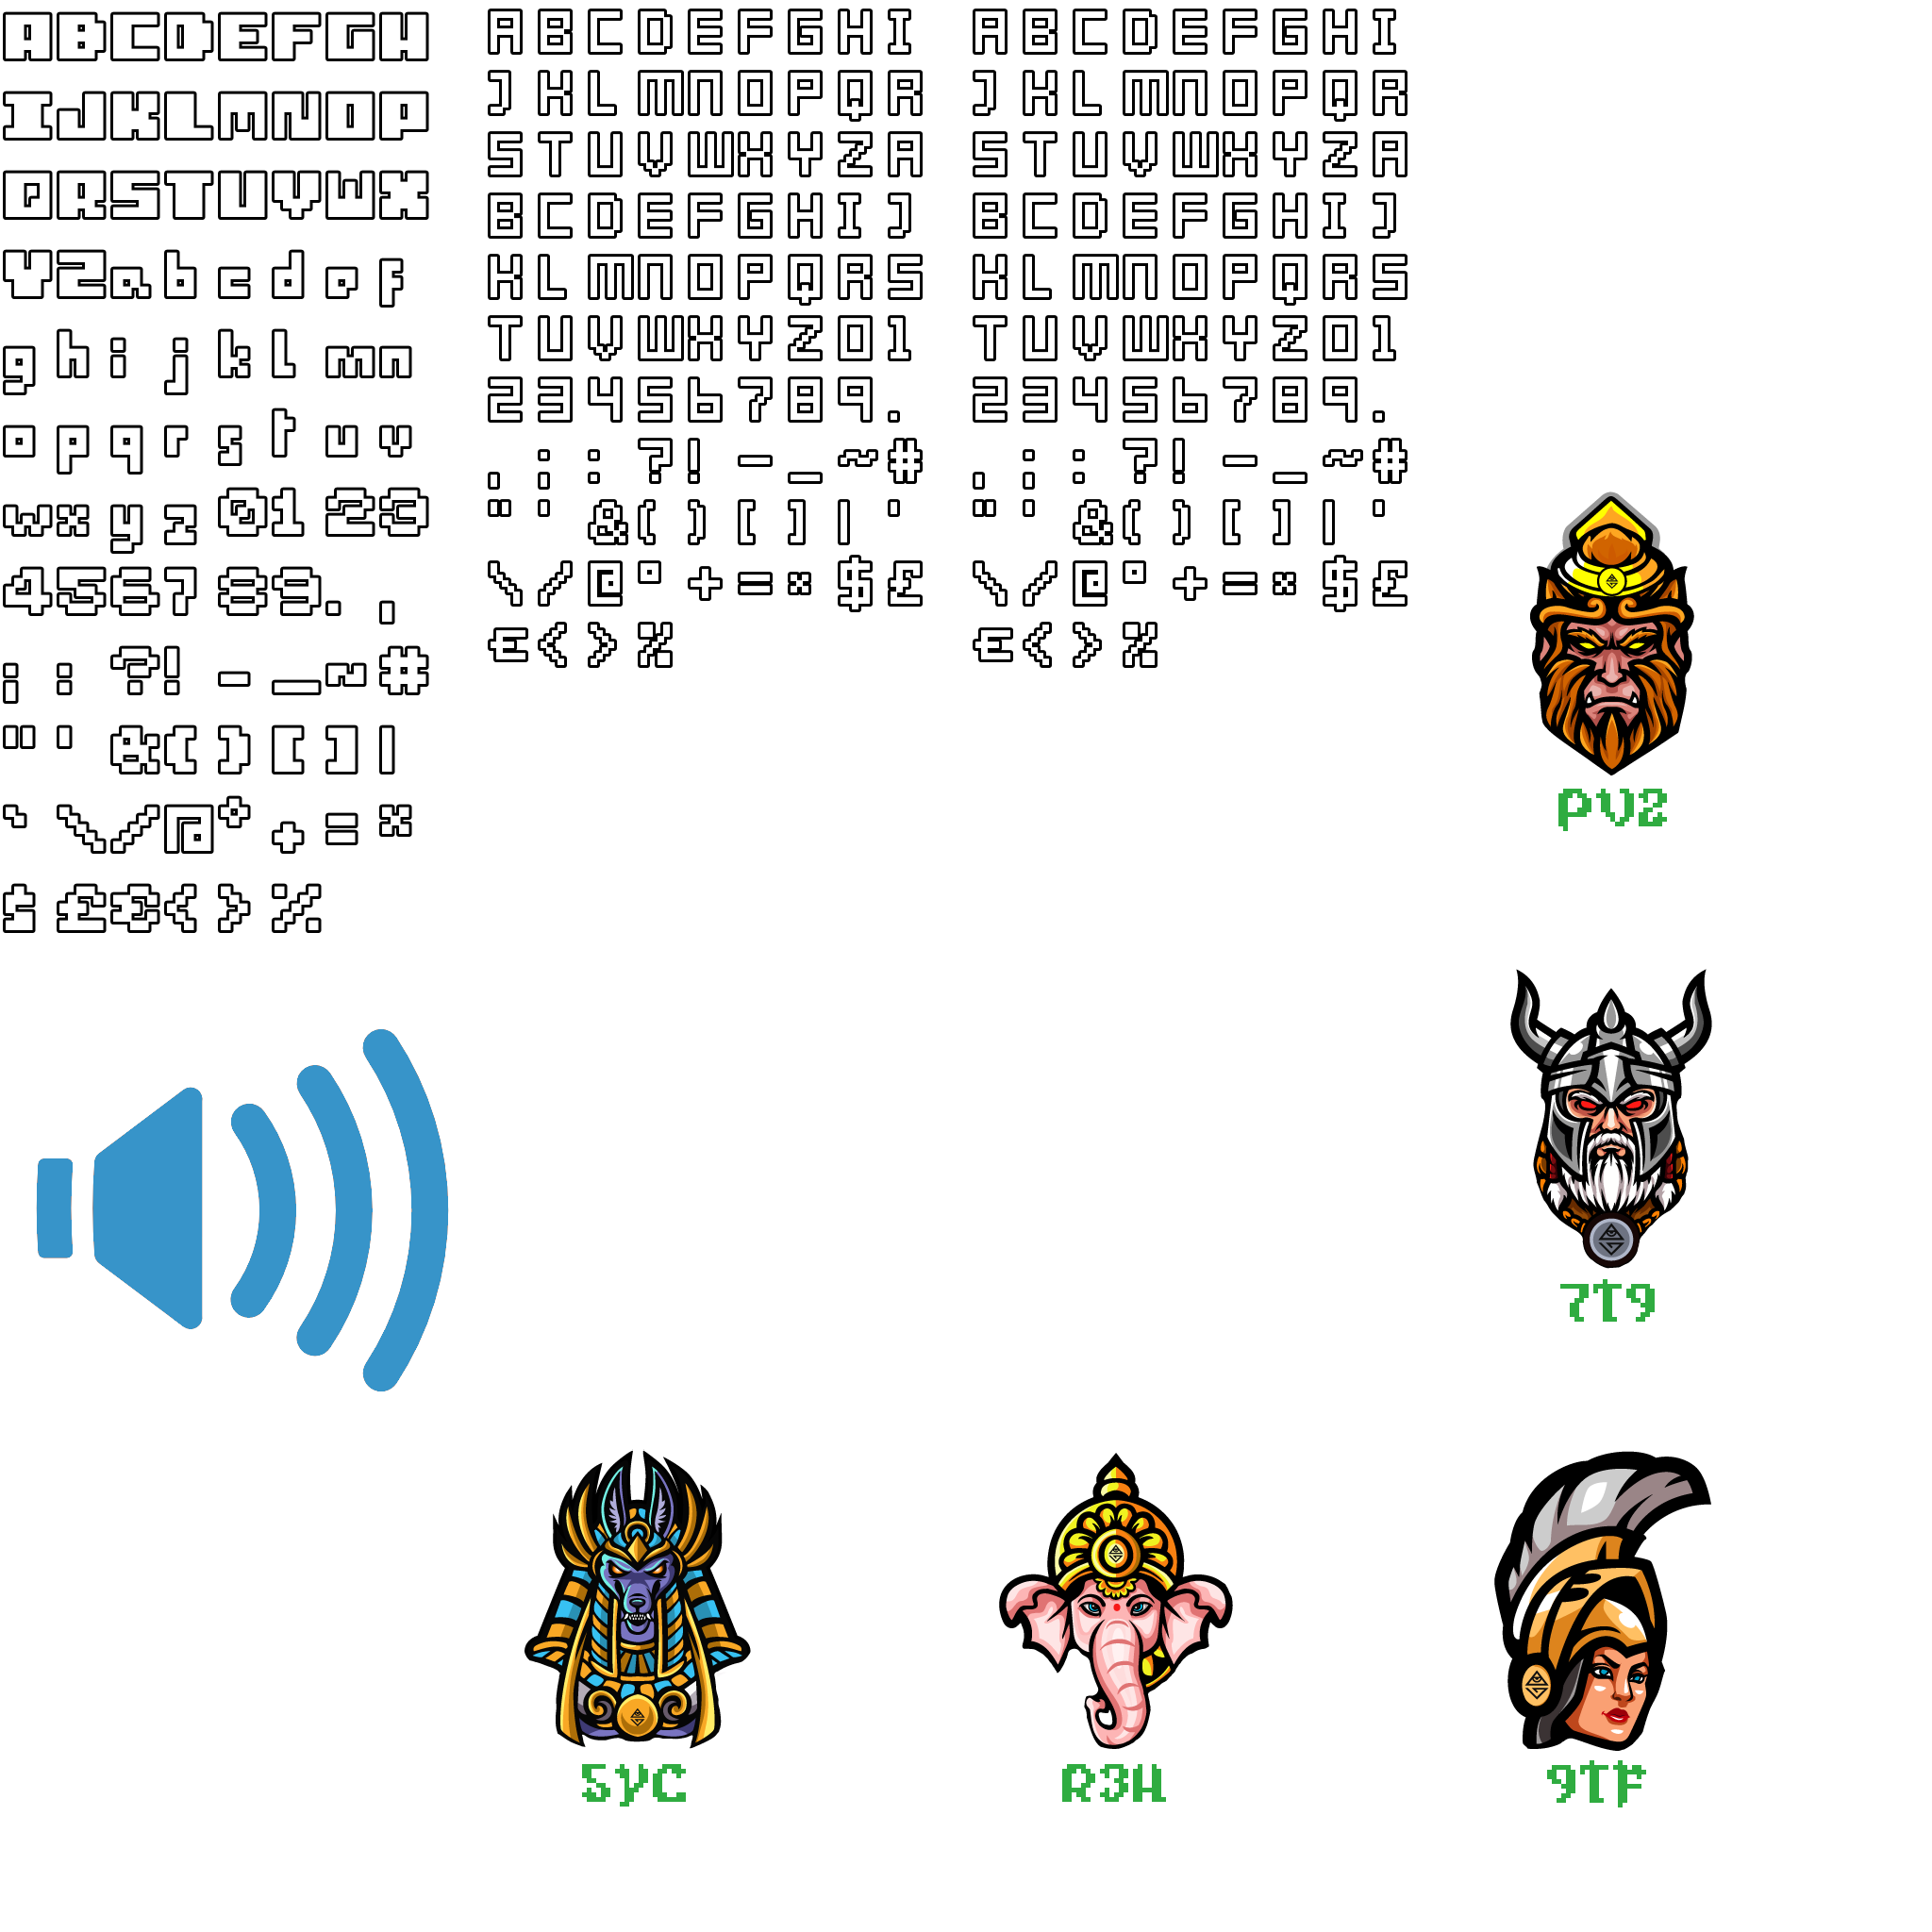 ABCDEFGH
IJKLMNOP
QRSTUVWX
YZabcdef
ghijklmn
opqrstuv
wxyz0123
456789.,
;:?!-_~#
"'&()[]|
`\/@°+=*
$£€<>%
ABCDEFGHI
JKLMNOPQR
STUVWXYZA
BCDEFGHIJ
KLMNOPQRS
TUVWXYZ01
23456789.
,;:?!-_~#
"'&()[]|`
\/@°+=*$£
€<>%
ABCDEFGHI
JKLMNOPQR
STUVWXYZA
BCDEFGHIJ
KLMNOPQRS
TUVWXYZ01
23456789.
,;:?!-_~#
"'&()[]|`
\/@°+=*$£
€<>%
PV2
7T9
5YC
R3H
9TF